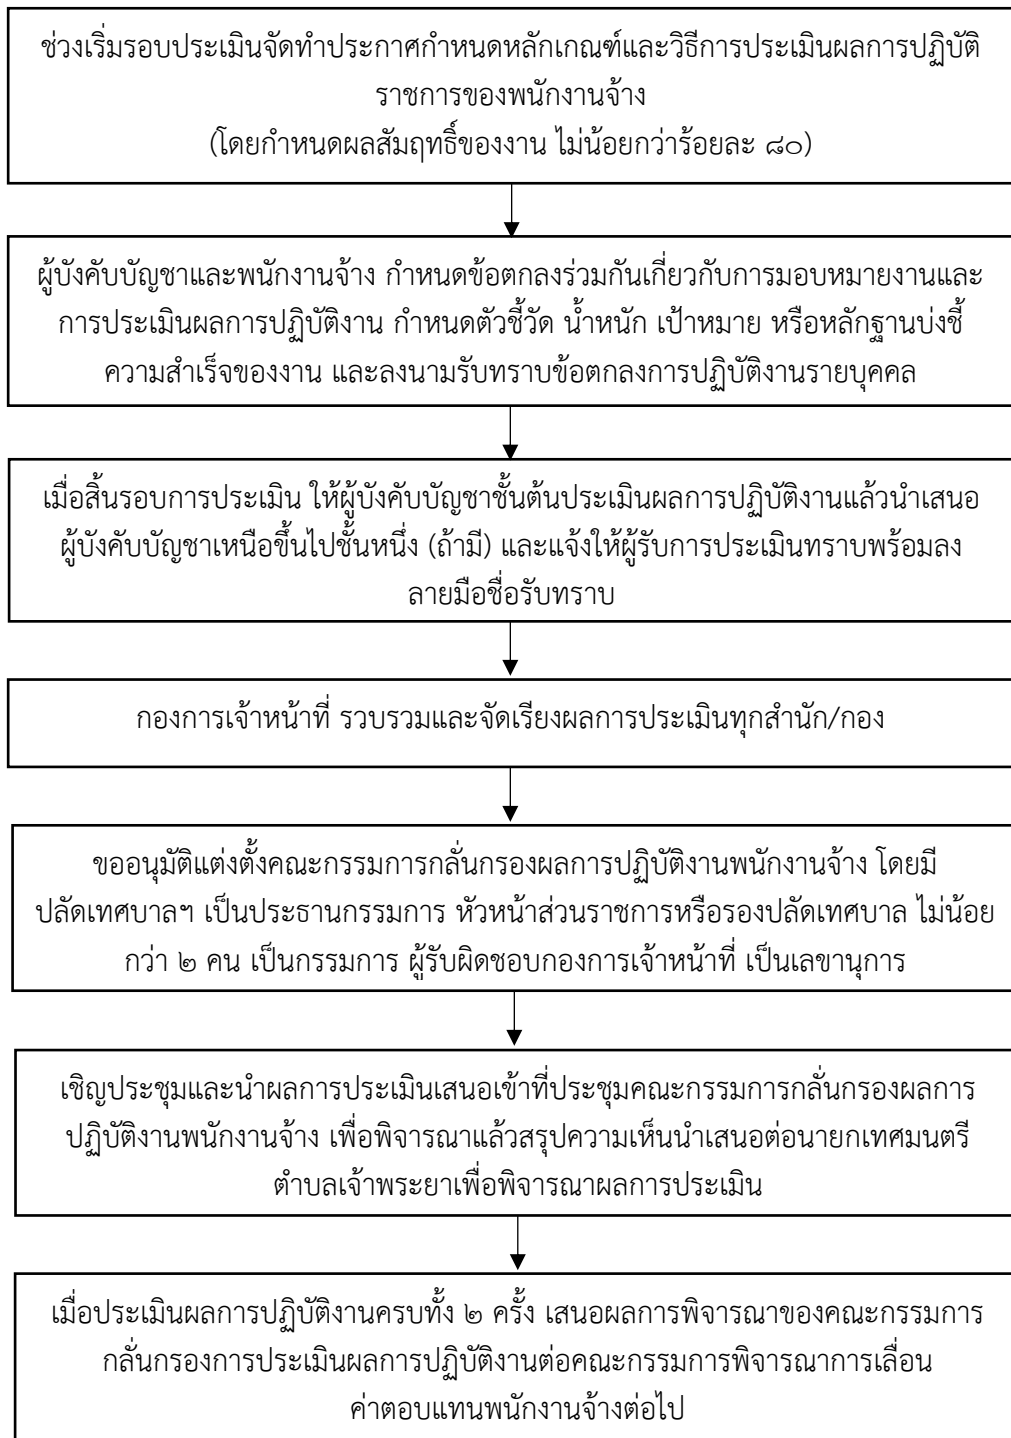 ช่วงเริ่มรอบประเมินจัดทำประกาศกำหนดหลักเกณฑ์และวิธีการประเมินผลการปฏิบัติ
ราชการของพนักงานจ้าง
(โดยกำหนดผลสัมฤทธิ์ของงาน ไม่น้อยกว่าร้อยละ ๘๐)
ผู้บังคับบัญชาและพนักงานจ้าง กำหนดข้อตกลงร่วมกันเกี่ยวกับการมอบหมายงานและ
การประเมินผลการปฏิบัติงาน กำหนดตัวชี้วัด น้ำหนัก เป้าหมาย หรือหลักฐานบ่งชี้
ความสำเร็จของงาน และลงนามรับทราบข้อตกลงการปฏิบัติงานรายบุคคล
เมื่อสิ้นรอบการประเมิน ให้ผู้บังคับบัญชาชั้นต้นประเมินผลการปฏิบัติงานแล้วนำเสนอ
ผู้บังคับบัญชาเหนือขึ้นไปชั้นหนึ่ง (ถ้ามี) และแจ้งให้ผู้รับการประเมินทราบพร้อมลง
ลายมือชื่อรับทราบ
กองการเจ้าหน้าที่ รวบรวมและจัดเรียงผลการประเมินทุกสำนัก/กอง
ขออนุมัติแต่งตั้งคณะกรรมการกลั่นกรองผลการปฏิบัติงานพนักงานจ้าง โดยมี
ปลัดเทศบาลฯ เป็นประธานกรรมการ หัวหน้าส่วนราชการหรือรองปลัดเทศบาล ไม่น้อย
กว่า ๒ คน เป็นกรรมการ ผู้รับผิดชอบกองการเจ้าหน้าที่ เป็นเลขานุการ
เชิญประชุมและนำผลการประเมินเสนอเข้าที่ประชุมคณะกรรมการกลั่นกรองผลการ
ปฏิบัติงานพนักงานจ้าง เพื่อพิจารณาแล้วสรุปความเห็นนำเสนอต่อนายกเทศมนตรี
ตำบลเจ้าพระยาเพื่อพิจารณาผลการประเมิน
เมื่อประเมินผลการปฏิบัติงานครบทั้ง ๒ ครั้ง เสนอผลการพิจารณาของคณะกรรมการ
กลั่นกรองการประเมินผลการปฏิบัติงานต่อคณะกรรมการพิจารณาการเลื่อน
ค่าตอบแทนพนักงานจ้างต่อไป